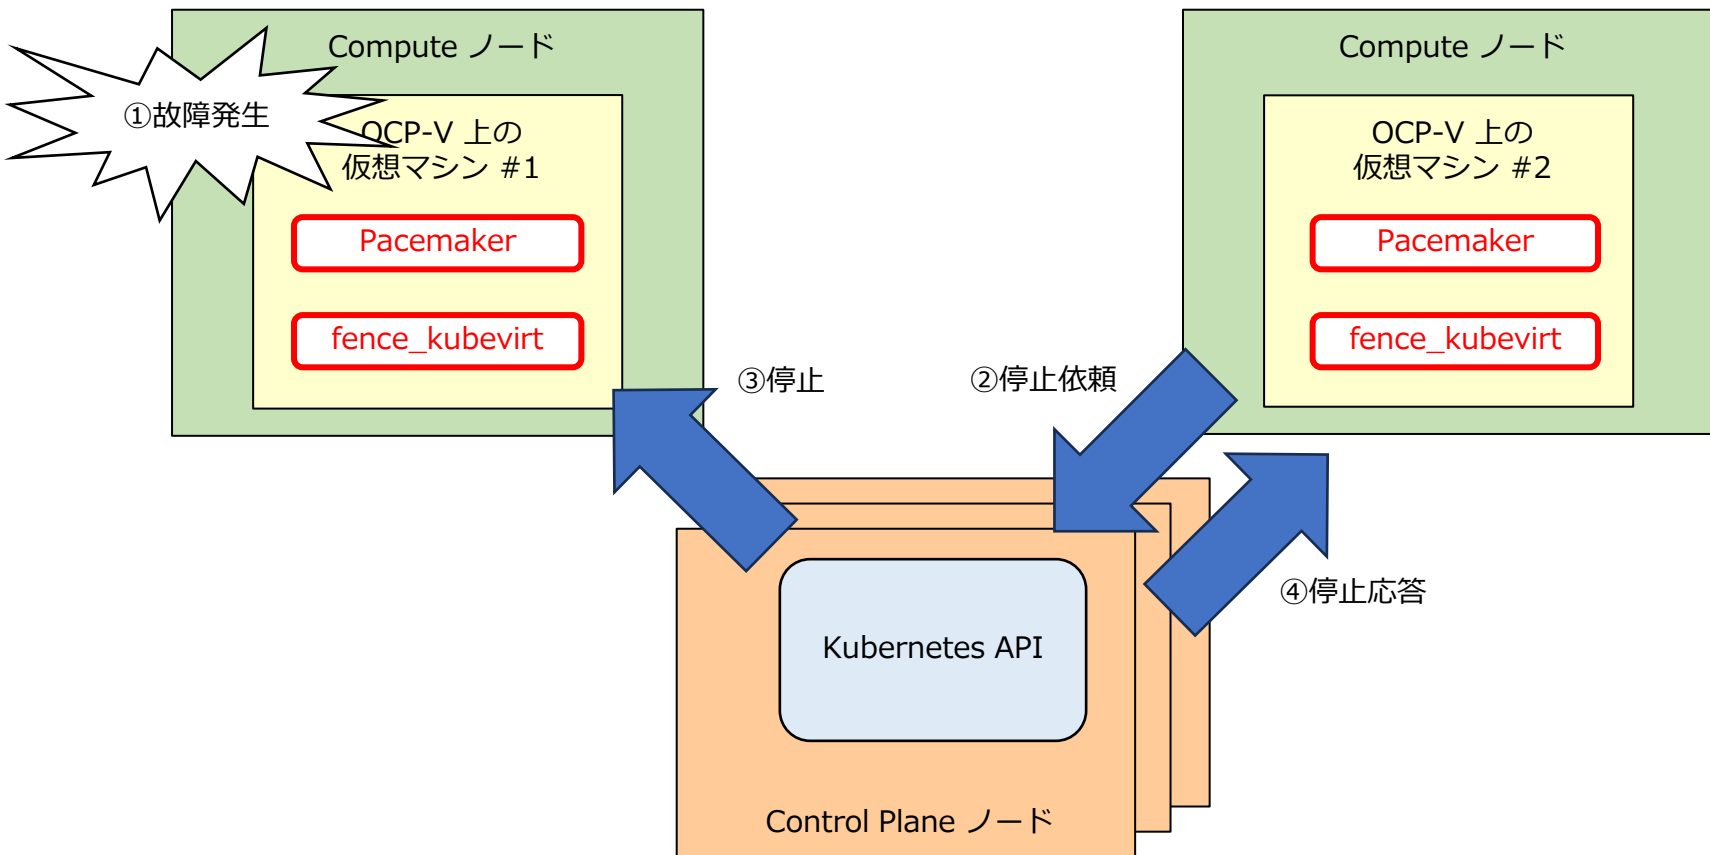 Compute ノード
①故障発生
OCP-V 上の
仮想マシン #1
Pacemaker
fence_kubevirt
Compute ノード
OCP-V 上の
仮想マシン #2
Pacemaker
fence_kubevirt
③停止
②停止依頼
④停止応答
Kubernetes API
Control Plane ノード